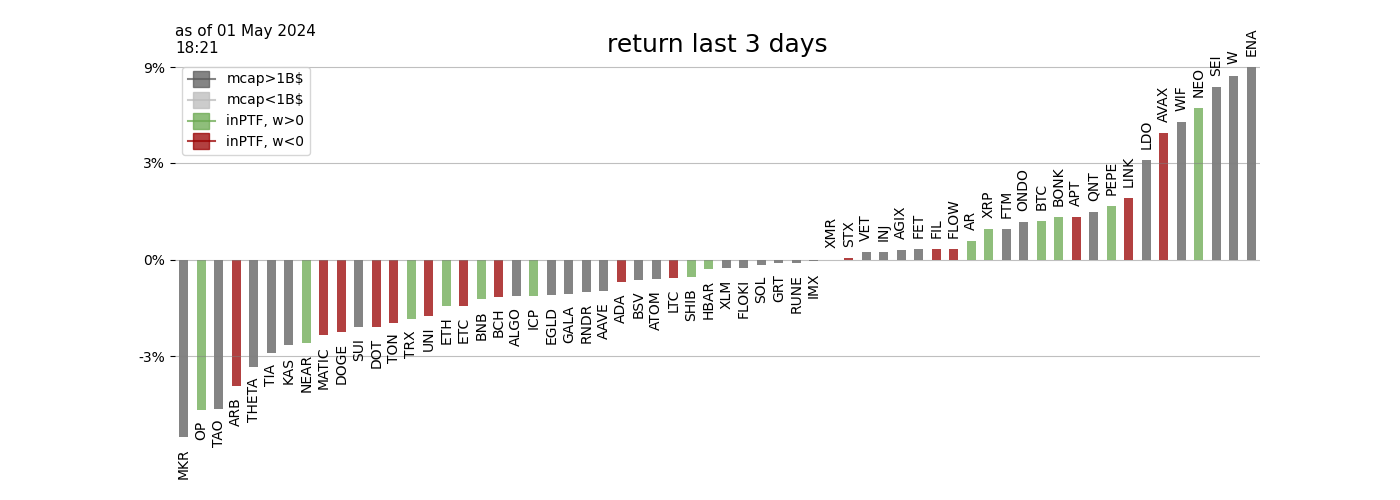 as of 01 May 2024
18:21
return last 3 days
mcap>1B$
mcap<1B$
inPTF, w>0
inPTF, w<0
9%
3%
0%
-3%
MKR
OP
TAO
ARB
THETA
TIA
KAS
NEAR
MATIC
DOGE
SUI
DOT
TON
TRX
UNI
ETH
ETC
BNB
BCH
ALGO
ICP
EGLD
GALA
RNDR
AAVE
ADA
BSV
ATOM
LTC
SHIB
HBAR
XLM
FLOKI
SOL
GRT
RUNE
IMX
XMR
STX
VET
INJ
AGIX
FET
FIL
FLOW
AR
XRP
FTM
ONDO
BTC
BONK
APT
QNT
PEPE
LINK
LDO
AVAX
WIF
NEO
SEI
W
ENA